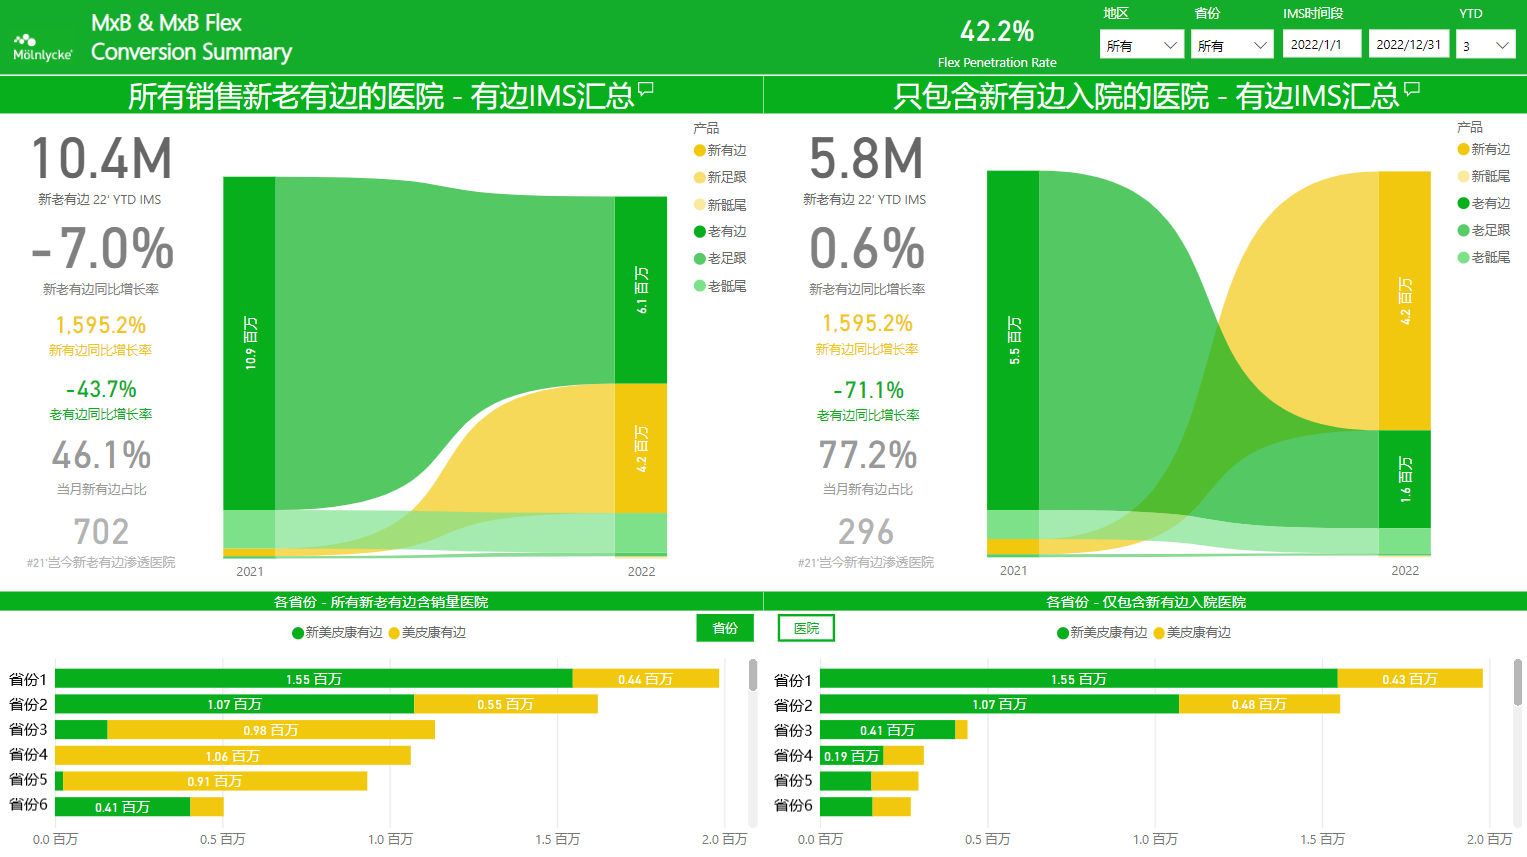 Mölnlycke®
MxB & MxB Flex
Conversion Summary
42.2%
Flex Penetration Rate
地区
所有
省份
所有
IMS时间段
2022/1/1
2022/12/31
YTD
3
所有销售新老有边的医院 - 有边IMS汇总
10.4M
新老有边 22' YTD IMS
-7.0%
新老有边同比增长率
1,595.2%
新有边同比增长率
-43.7%
老有边同比增长率
46.1%
当月新有边占比
702
#21'岂今新老有边渗透医院
10.9 百万
6.1 百万
4.2 百万
2021
2022
产品
新有边
新足跟
新骶尾
老有边
老足跟
老骶尾
只包含新有边入院的医院 - 有边IMS汇总
5.8M
新老有边 22' YTD IMS
0.6%
新老有边同比增长率
1,595.2%
新有边同比增长率
-71.1%
老有边同比增长率
77.2%
当月新有边占比
296
#21'岂今新有边渗透医院
5.5 百万
4.2 百万
1.6 百万
2021
2022
产品
新有边
新骶尾
老有边
老足跟
老骶尾
各省份 - 所有新老有边含销量医院
新美皮康有边
美皮康有边
省份
省份1
1.55 百万
0.44 百万
省份2
1.07 百万
0.55 百万
省份3
0.98 百万
省份4
1.06 百万
省份5
0.91 百万
省份6
0.41 百万
0.0 百万
0.5 百万
1.0 百万
1.5 百万
2.0 百万
各省份 - 仅包含新有边入院医院
医院
新美皮康有边
美皮康有边
省份1
1.55 百万
0.43 百万
省份2
1.07 百万
0.48 百万
省份3
0.41 百万
省份4
0.19 百万
省份5
省份6
0.0 百万
0.5 百万
1.0 百万
1.5 百万
2.0 百万